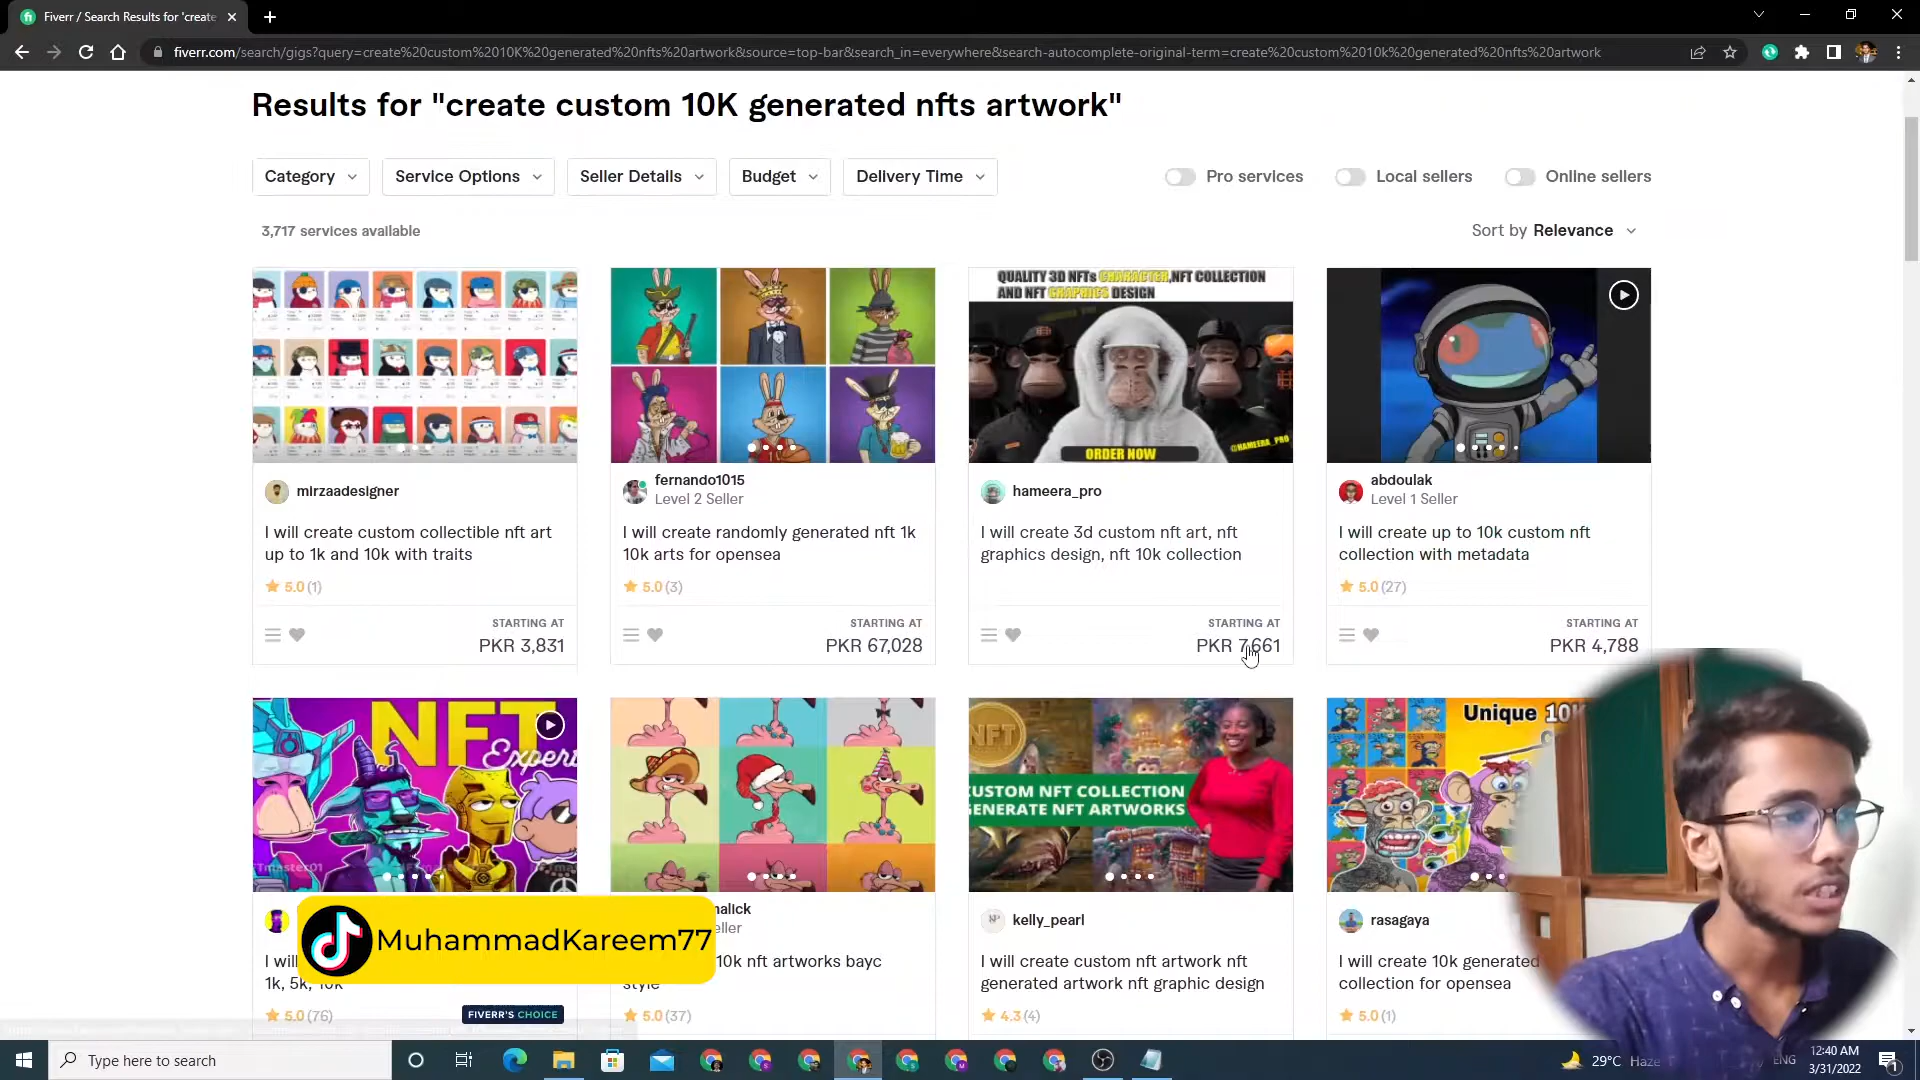 Fiverr / Search Results for 'create
fiverr.com/search/gigs?query=create%20custom%2010K%20generated%20nfts%20artwork&source=top-bar&search_in=everywhere&search-autocomplete-original-term=create%20custom%2010k%20generated%20nfts%20artwork
Results for "create custom 10K generated nfts artwork"
Category
Service Options
Seller Details
Budget
Delivery Time
Pro services
Local sellers
Online sellers
3,717 services available
Sort by Relevance
QUALITY 3D NFTs CHARACTER,NFT COLLECTION
AND NFT GRAPHICS DESIGN
ORDER NOW
@HAMEERA_PRO
mirzaadesigner
I will create custom collectible nft art
up to 1k and 10k with traits
5.0 (1)
STARTING AT
PKR 3,831
fernando1015
Level 2 Seller
I will create randomly generated nft 1k
10k arts for opensea
5.0 (3)
STARTING AT
PKR 67,028
hameera_pro
I will create 3d custom nft art, nft
graphics design, nft 10k collection
STARTING AT
PKR 7,661
abdoulak
Level 1 Seller
I will create up to 10k custom nft
collection with metadata
5.0 (27)
STARTING AT
PKR 4,788
NFT
Expert
NFT
CUSTOM NFT COLLECTION
GENERATE NFT ARTWORKS
Unique 10K
MuhammadKareem77
I will
1k, 5k, 10k
5.0 (76)
FIVERR'S CHOICE
malick
eller
10k nft artworks bayc
style
5.0 (37)
kelly_pearl
I will create custom nft artwork nft
generated artwork nft graphic design
4.3 (4)
rasagaya
I will create 10k generated
collection for opensea
5.0 (1)
Type here to search
29°C Haze
ENG
12:40 AM
3/31/2022